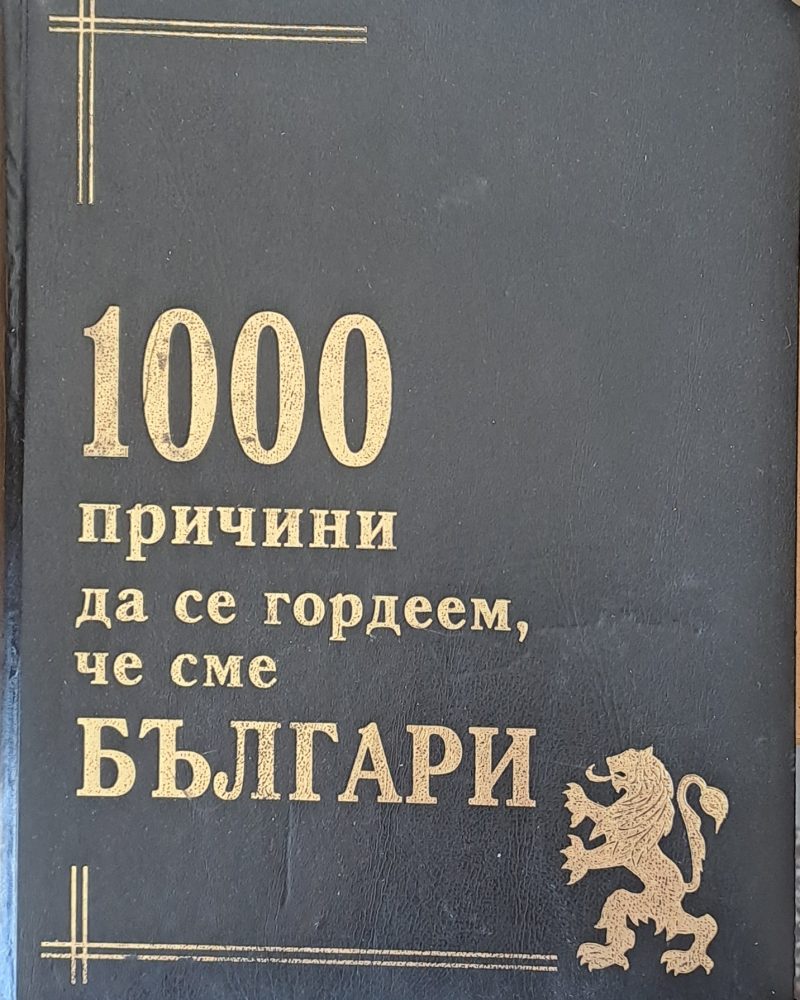 1000
причини
да се гордеем,
че сме
БЪЛГАРИ